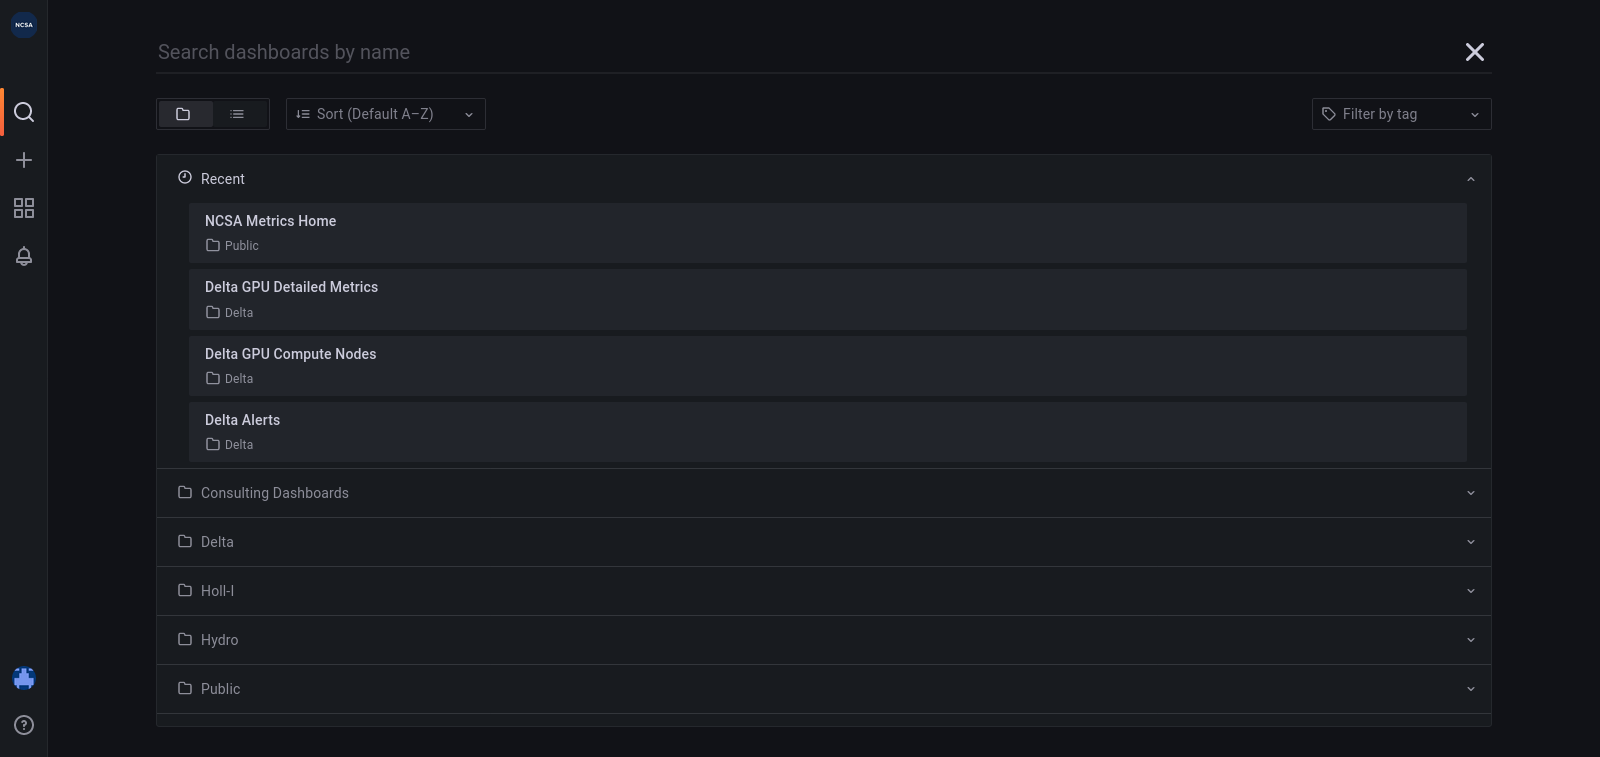 NCSA
Search dashboards by name
Sort (Default A–Z)
Filter by tag
Recent
NCSA Metrics Home
Public
Delta GPU Detailed Metrics
Delta
Delta GPU Compute Nodes
Delta
Delta Alerts
Delta
Consulting Dashboards
Delta
Holl-I
Hydro
Public